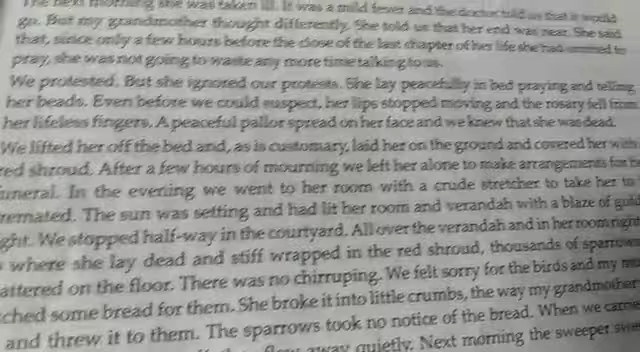 The next morning she was taken ill. It was a mild fever and the doctor told us that it would
go. But my grandmother thought differently. She told us that her end was near. She said
that, since only a few hours before the close of the last chapter of her life she had omitted to
pray, she was not going to waste any more time talking to us.
We protested. But she ignored our protests. She lay peacefully in bed praying and telling
her beads. Even before we could suspect, her lips stopped moving and the rosary fell from
her lifeless fingers. A peaceful pallor spread on her face and we knew that she was dead.
We lifted her off the bed and, as is customary, laid her on the ground and covered her with
red shroud. After a few hours of mourning we left her alone to make arrangements for
uneral. In the evening we went to her room with a crude stretcher to take her to
remated. The sun was setting and had lit her room and verandah with a blaze of
ght. We stopped half-way in the courtyard. All over the verandah and in her room right
where she lay dead and stiff wrapped in the red shroud, thousands of sparrow
attered on the floor. There was no chirruping. We felt sorry for the birds and my
ched some bread for them. She broke it into little crumbs, the way my grandmother
and threw it to them. The sparrows took no notice of the bread. When we
away quietly. Next morning the sweeper